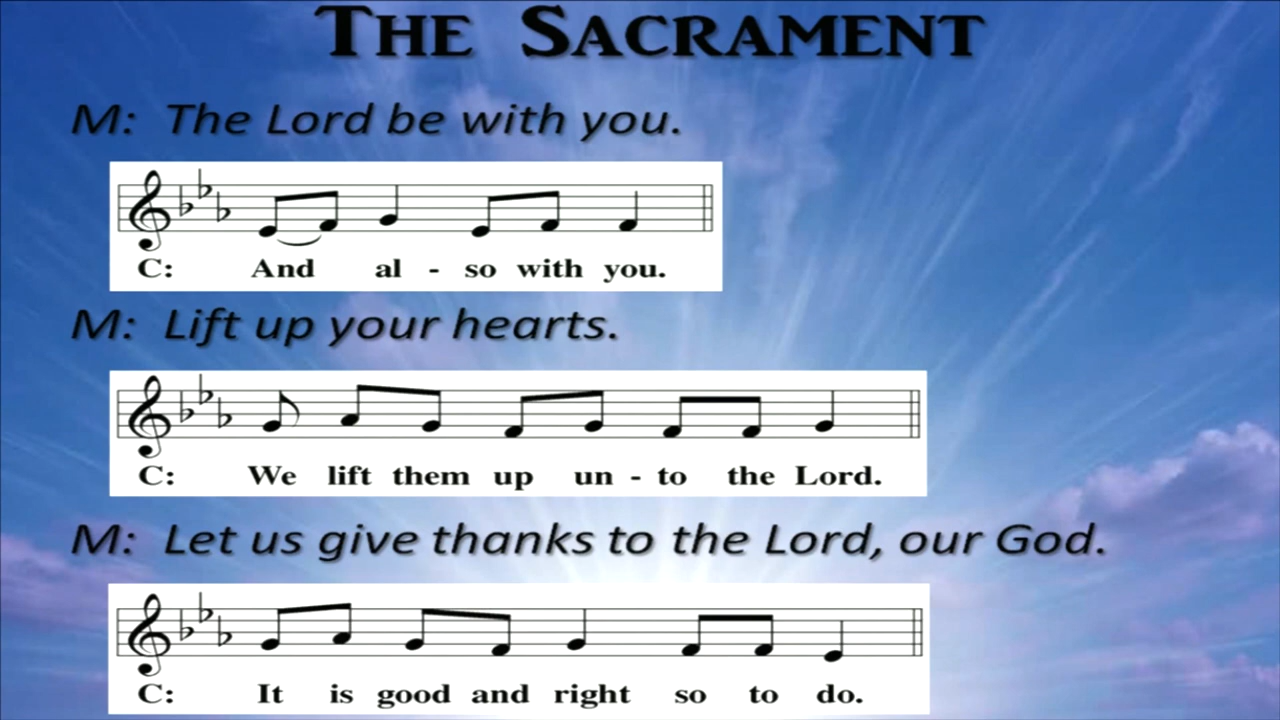 THE SACRAMENT
M: The Lord be with you.
C: And al - so with you.
M: Lift up your hearts.
C: We lift them up un - to the Lord.
M: Let us give thanks to the Lord, our God.
C: It is good and right so to do.